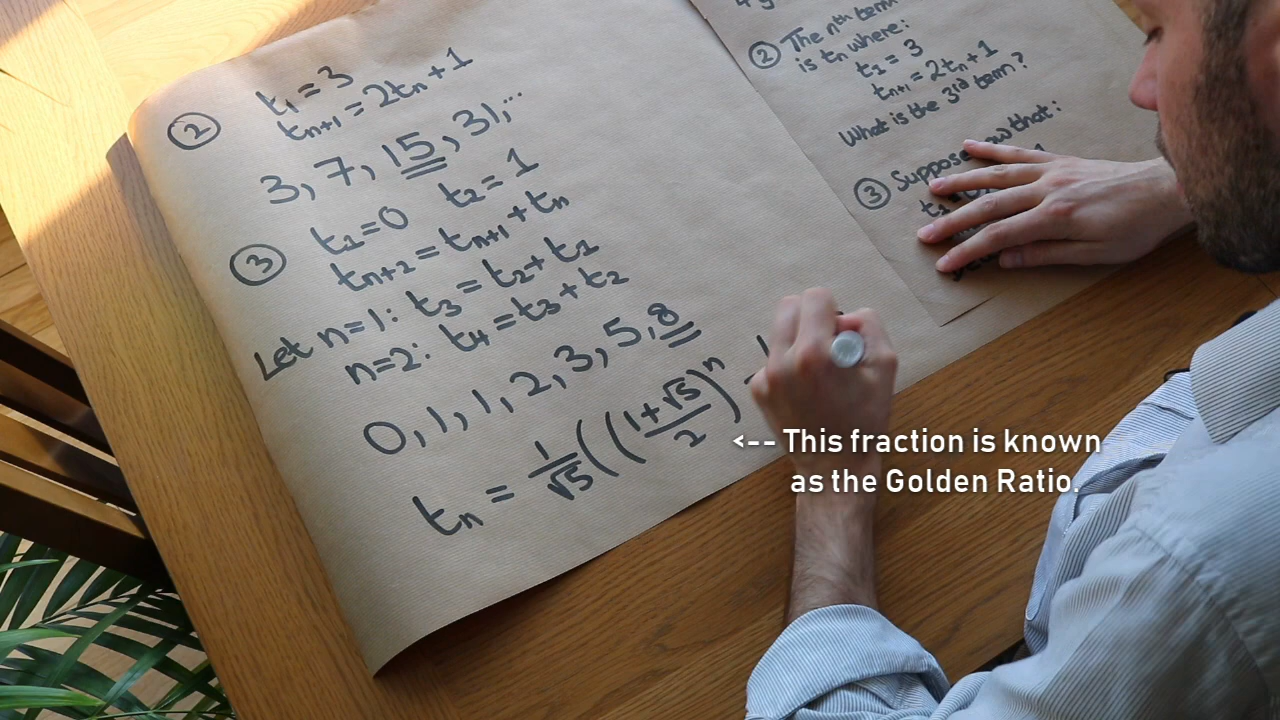 ② t₁ = 3
tₙ₊₁ = 2tₙ + 1
3, 7, 15, 31, ...
③ t₁ = 0 t₂ = 1
tₙ₊₂ = tₙ₊₁ + tₙ
Let n = 1: t₃ = t₂ + t₁
n = 2: t₄ = t₃ + t₂
0, 1, 1, 2, 3, 5, 8
tₙ = 1/√5 (((1+√5)/2)ⁿ -
② The nth term
is tn where:
t₁ = 3
tₙ₊₁ = 2tₙ + 1
What is the 3rd term?
③ Suppose now that:
<-- This fraction is known
as the Golden Ratio.